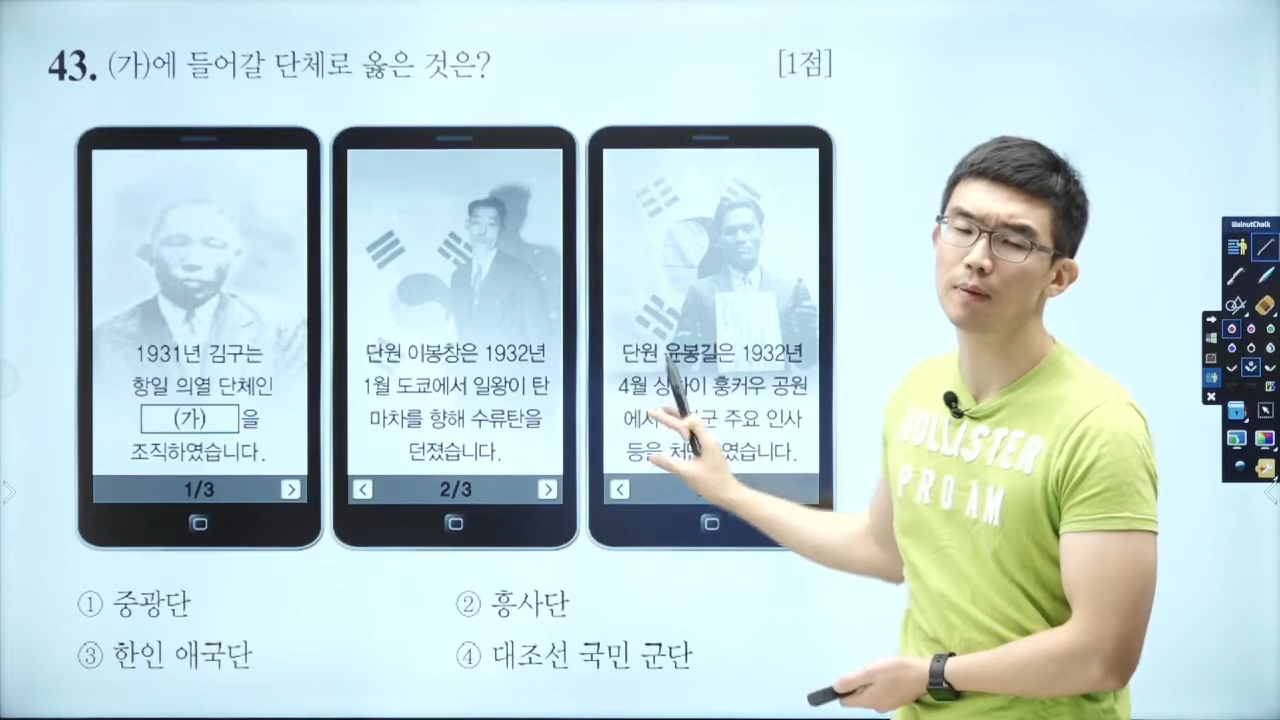 43. (가)에 들어갈 단체로 옳은 것은? [1점]
1931년 김구는
항일 의열 단체인
(가) 을
조직하였습니다.
1/3
단원 이봉창은 1932년
1월 도쿄에서 일왕이 탄
마차를 향해 수류탄을
던졌습니다.
2/3
단원 윤봉길은 1932년
4월 상하이 훙커우 공원
주요 인사
등을
① 중광단
② 흥사단
③ 한인 애국단
④ 대조선 국민 군단
HOLLISTER
PRO AM
WalnutChalk